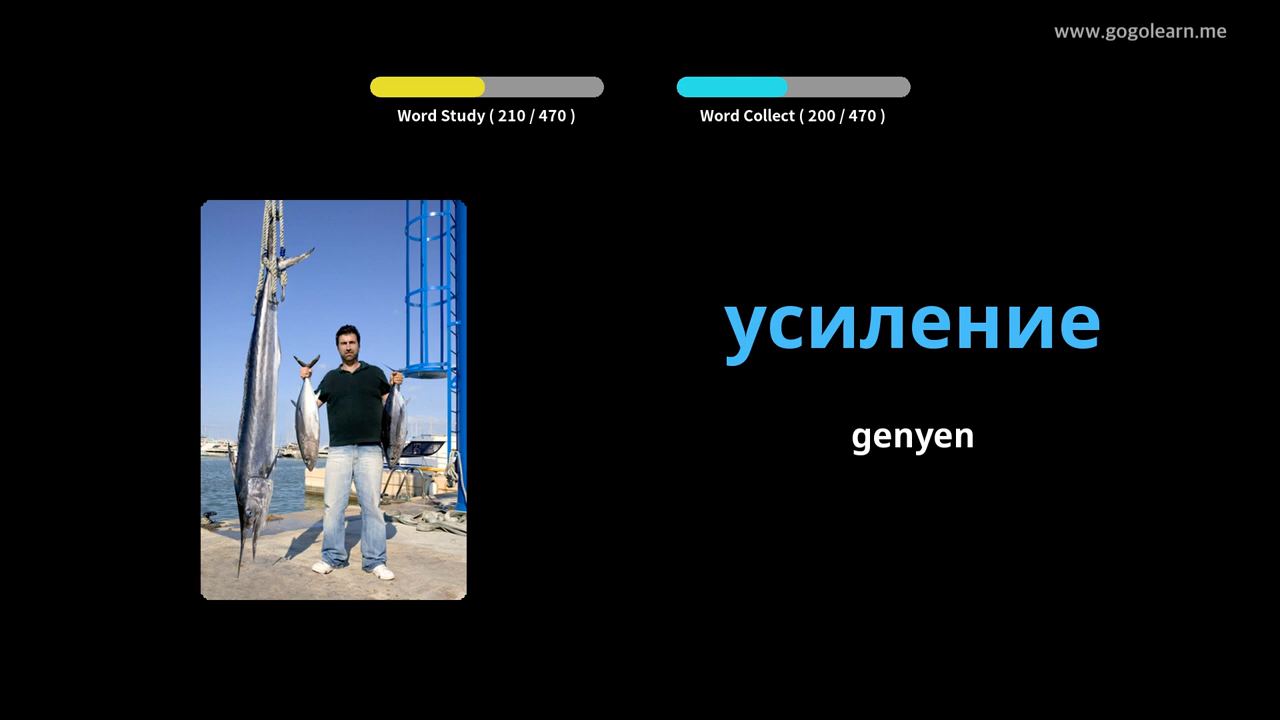 www.gogolearn.me
Word Study ( 210 / 470 )
Word Collect ( 200 / 470 )
усиление
genyen